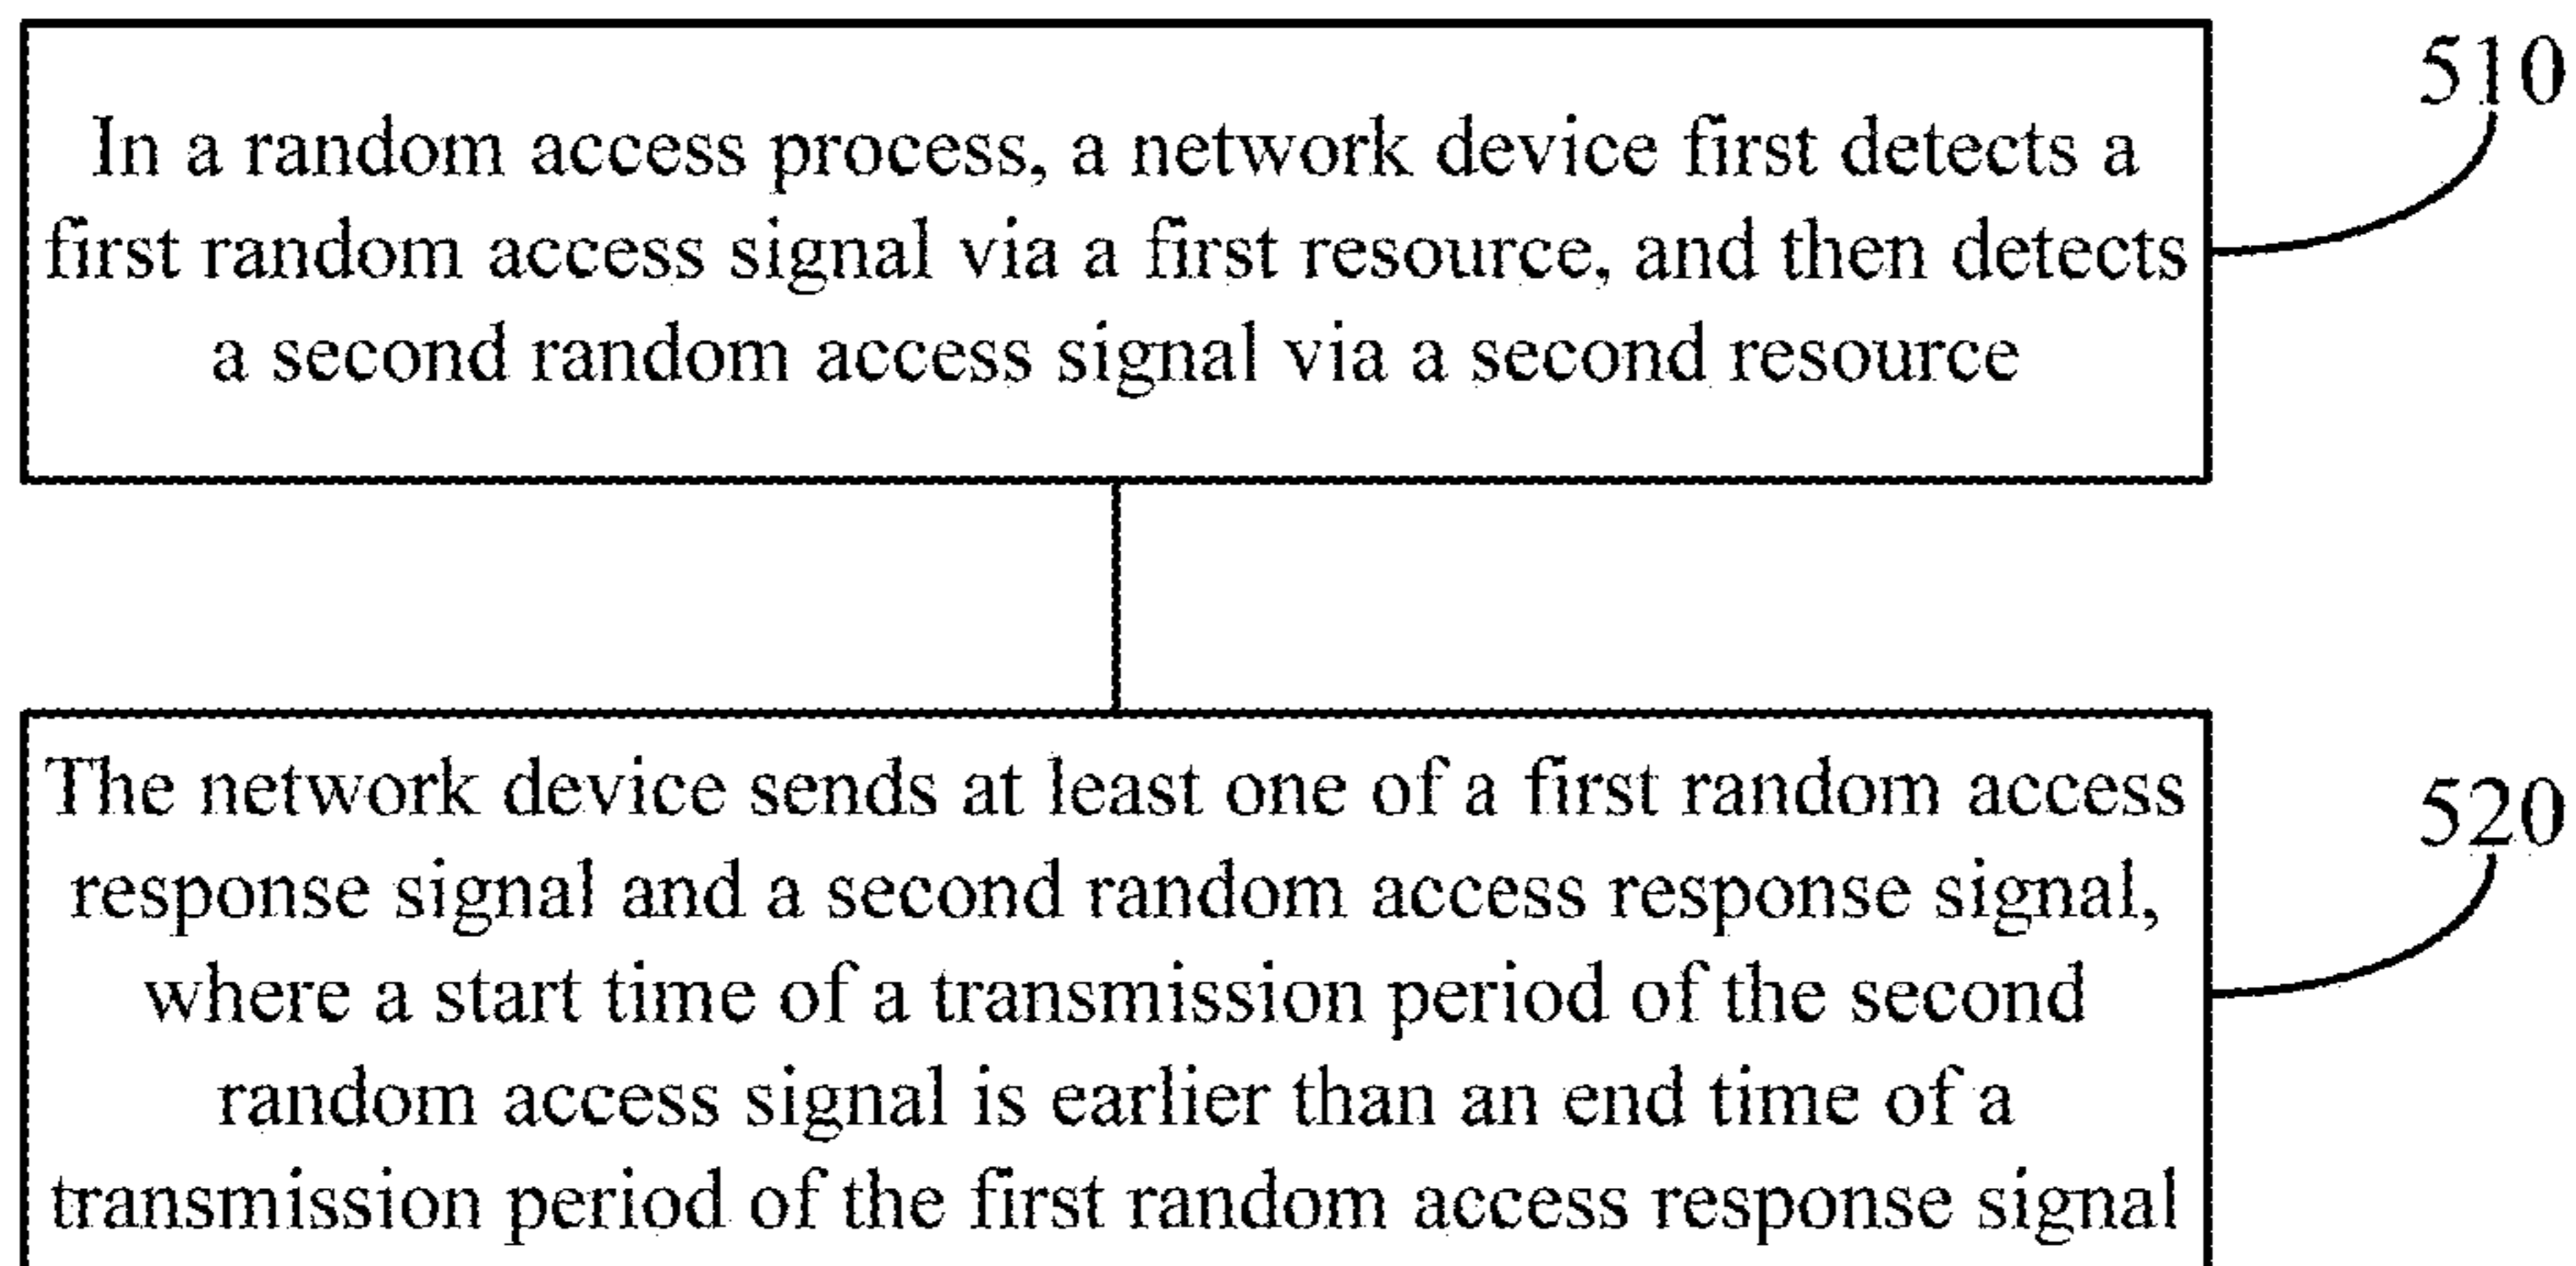 In a random access process, a network device first detects a
first random access signal via a first resource, and then detects
a second random access signal via a second resource
510
The network device sends at least one of a first random access
response signal and a second random access response signal,
where a start time of a transmission period of the second
random access signal is earlier than an end time of a
transmission period of the first random access response signal
520